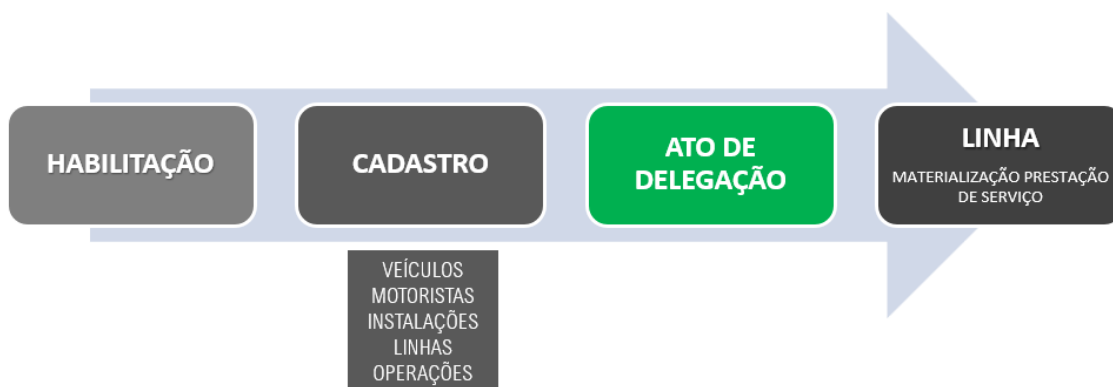 HABILITAÇÃO
CADASTRO
ATO DE
DELEGAÇÃO
LINHA
MATERIALIZAÇÃO PRESTAÇÃO
DE SERVIÇO
VEÍCULOS
MOTORISTAS
INSTALAÇÕES
LINHAS
OPERAÇÕES